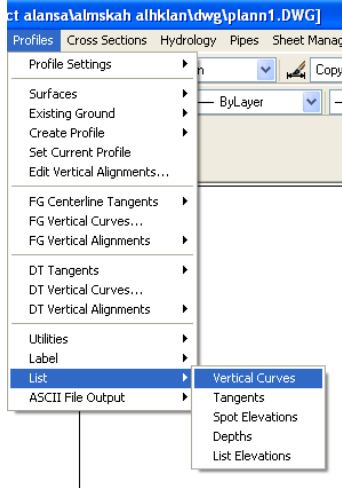 ct alansa\almskah alhklan\dwg\plann1.DWG]
Profiles Cross Sections Hydrology Pipes Sheet Manag
Profile Settings
Copy
Surfaces
ByLayer
Existing Ground
Create Profile
Set Current Profile
Edit Vertical Alignments...
FG Centerline Tangents
FG Vertical Curves...
FG Vertical Alignments
DT Tangents
DT Vertical Curves...
DT Vertical Alignments
Utilities
Label
List
Vertical Curves
ASCII File Output
Tangents
Spot Elevations
Depths
List Elevations